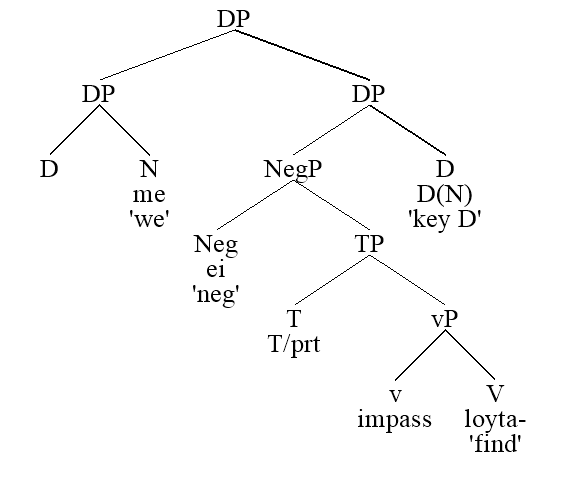 DP
DP DP
D N NegP D
me D(N)
'we' 'key D'
Neg TP
ei
'neg'
T vP
T/prt
v V
impass loyta-
'find'